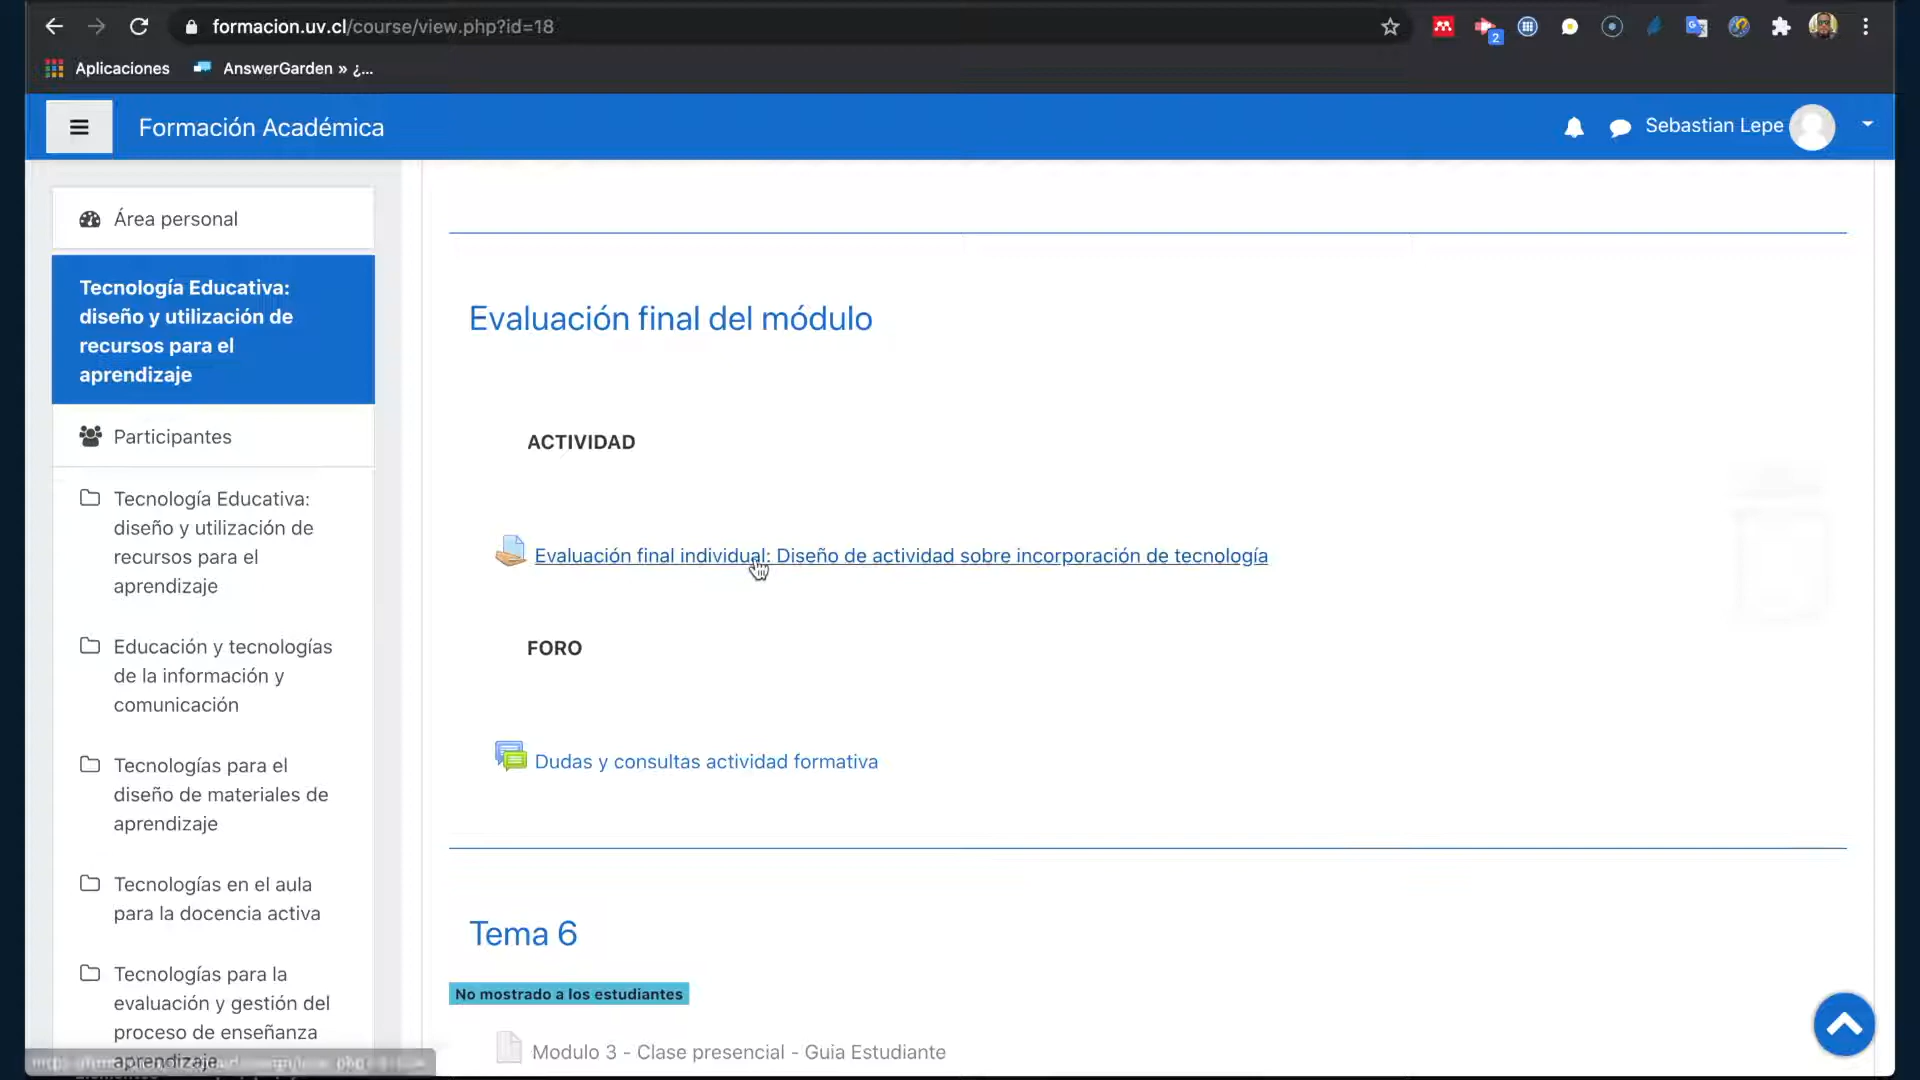 formacion.uv.cl/course/view.php?id=18
2
Aplicaciones
AnswerGarden » ¿...
Formación Académica
Sebastian Lepe
Área personal
Tecnología Educativa:
diseño y utilización de
recursos para el
aprendizaje
Participantes
Tecnología Educativa:
diseño y utilización de
recursos para el
aprendizaje
Educación y tecnologías
de la información y
comunicación
Tecnologías para el
diseño de materiales de
aprendizaje
Tecnologías en el aula
para la docencia activa
Tecnologías para la
evaluación y gestión del
proceso de enseñanza
aprendizaje
Evaluación final del módulo
ACTIVIDAD
Evaluación final individual: Diseño de actividad sobre incorporación de tecnología
FORO
Dudas y consultas actividad formativa
Tema 6
No mostrado a los estudiantes
Modulo 3 - Clase presencial - Guia Estudiante